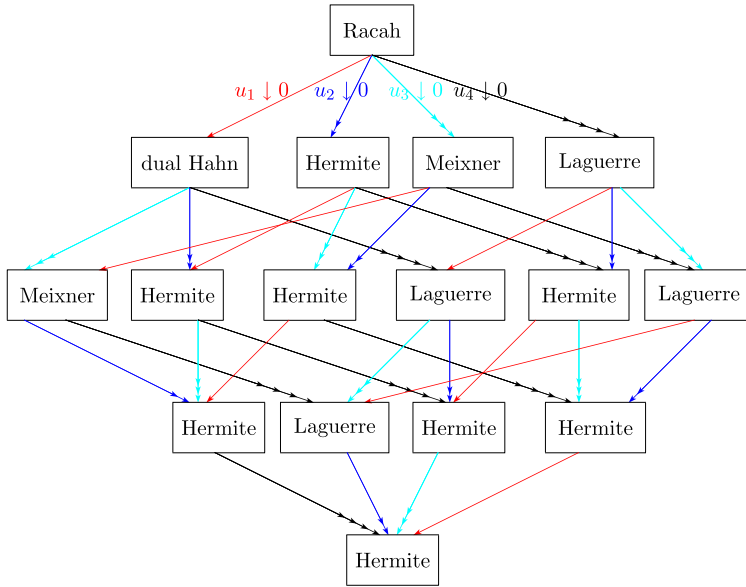 Racah
u₁ ↓ 0 u₂ ↓ 0 u₃ ↓ 0 u₄ ↓ 0
dual Hahn Hermite Meixner Laguerre
Meixner Hermite Hermite Laguerre Hermite Laguerre
Hermite Laguerre Hermite Hermite
Hermite